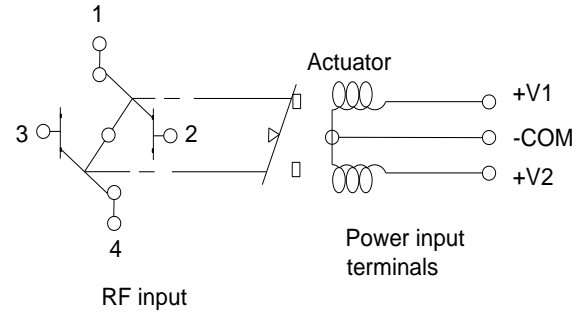 1
Actuator
+V1
3
2
-COM
+V2
4
Power input
terminals
RF input